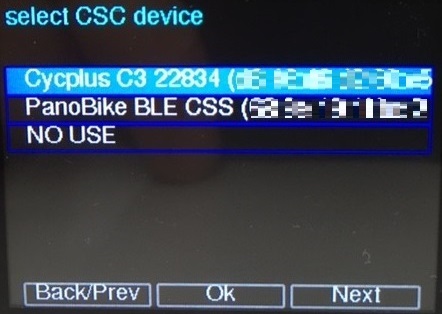 select CSC device
Cycplus C3 22834 (
PanoBike BLE CSS (
NO USE
Back/Prev Ok Next